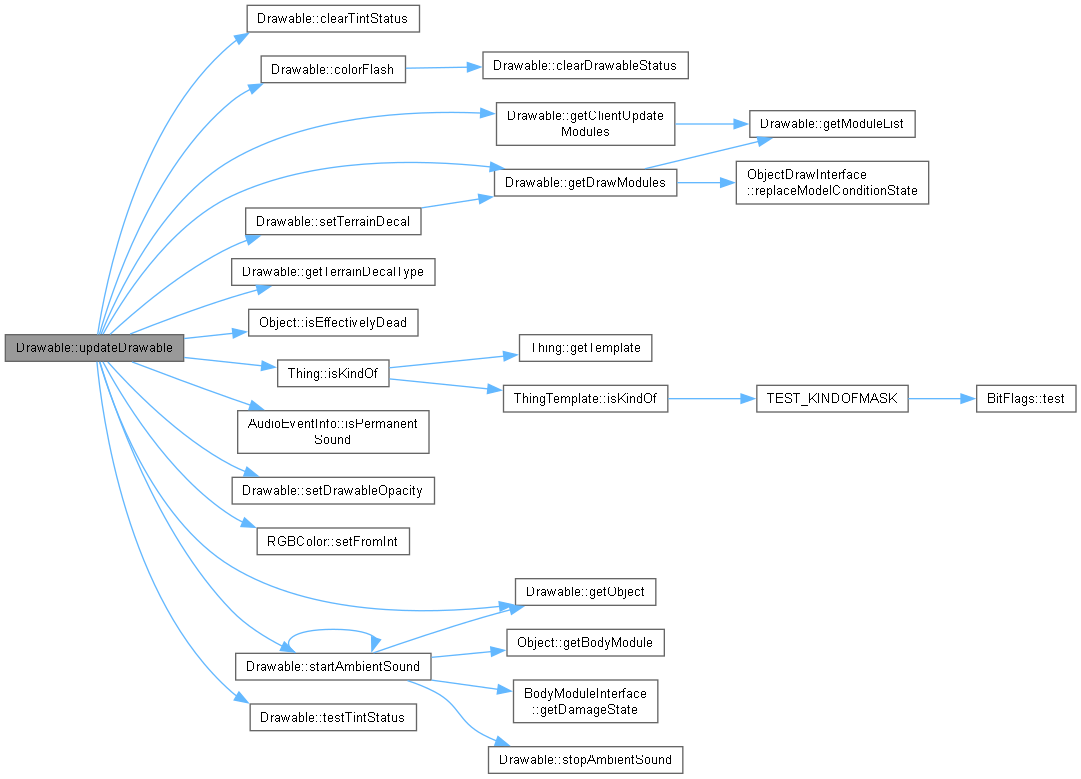 Drawable::clearTintStatus
Drawable::colorFlash
Drawable::clearDrawableStatus
Drawable::getClientUpdate
Modules
Drawable::getModuleList
Drawable::getDrawModules
ObjectDrawInterface
::replaceModelConditionState
Drawable::setTerrainDecal
Drawable::getTerrainDecalType
Object::isEffectivelyDead
Drawable::updateDrawable
Thing::isKindOf
Thing::getTemplate
ThingTemplate::isKindOf
TEST_KINDOFMASK
BitFlags::test
AudioEventInfo::isPermanent
Sound
Drawable::setDrawableOpacity
RGBColor::setFromInt
Drawable::getObject
Object::getBodyModule
Drawable::startAmbientSound
BodyModuleInterface
::getDamageState
Drawable::testTintStatus
Drawable::stopAmbientSound